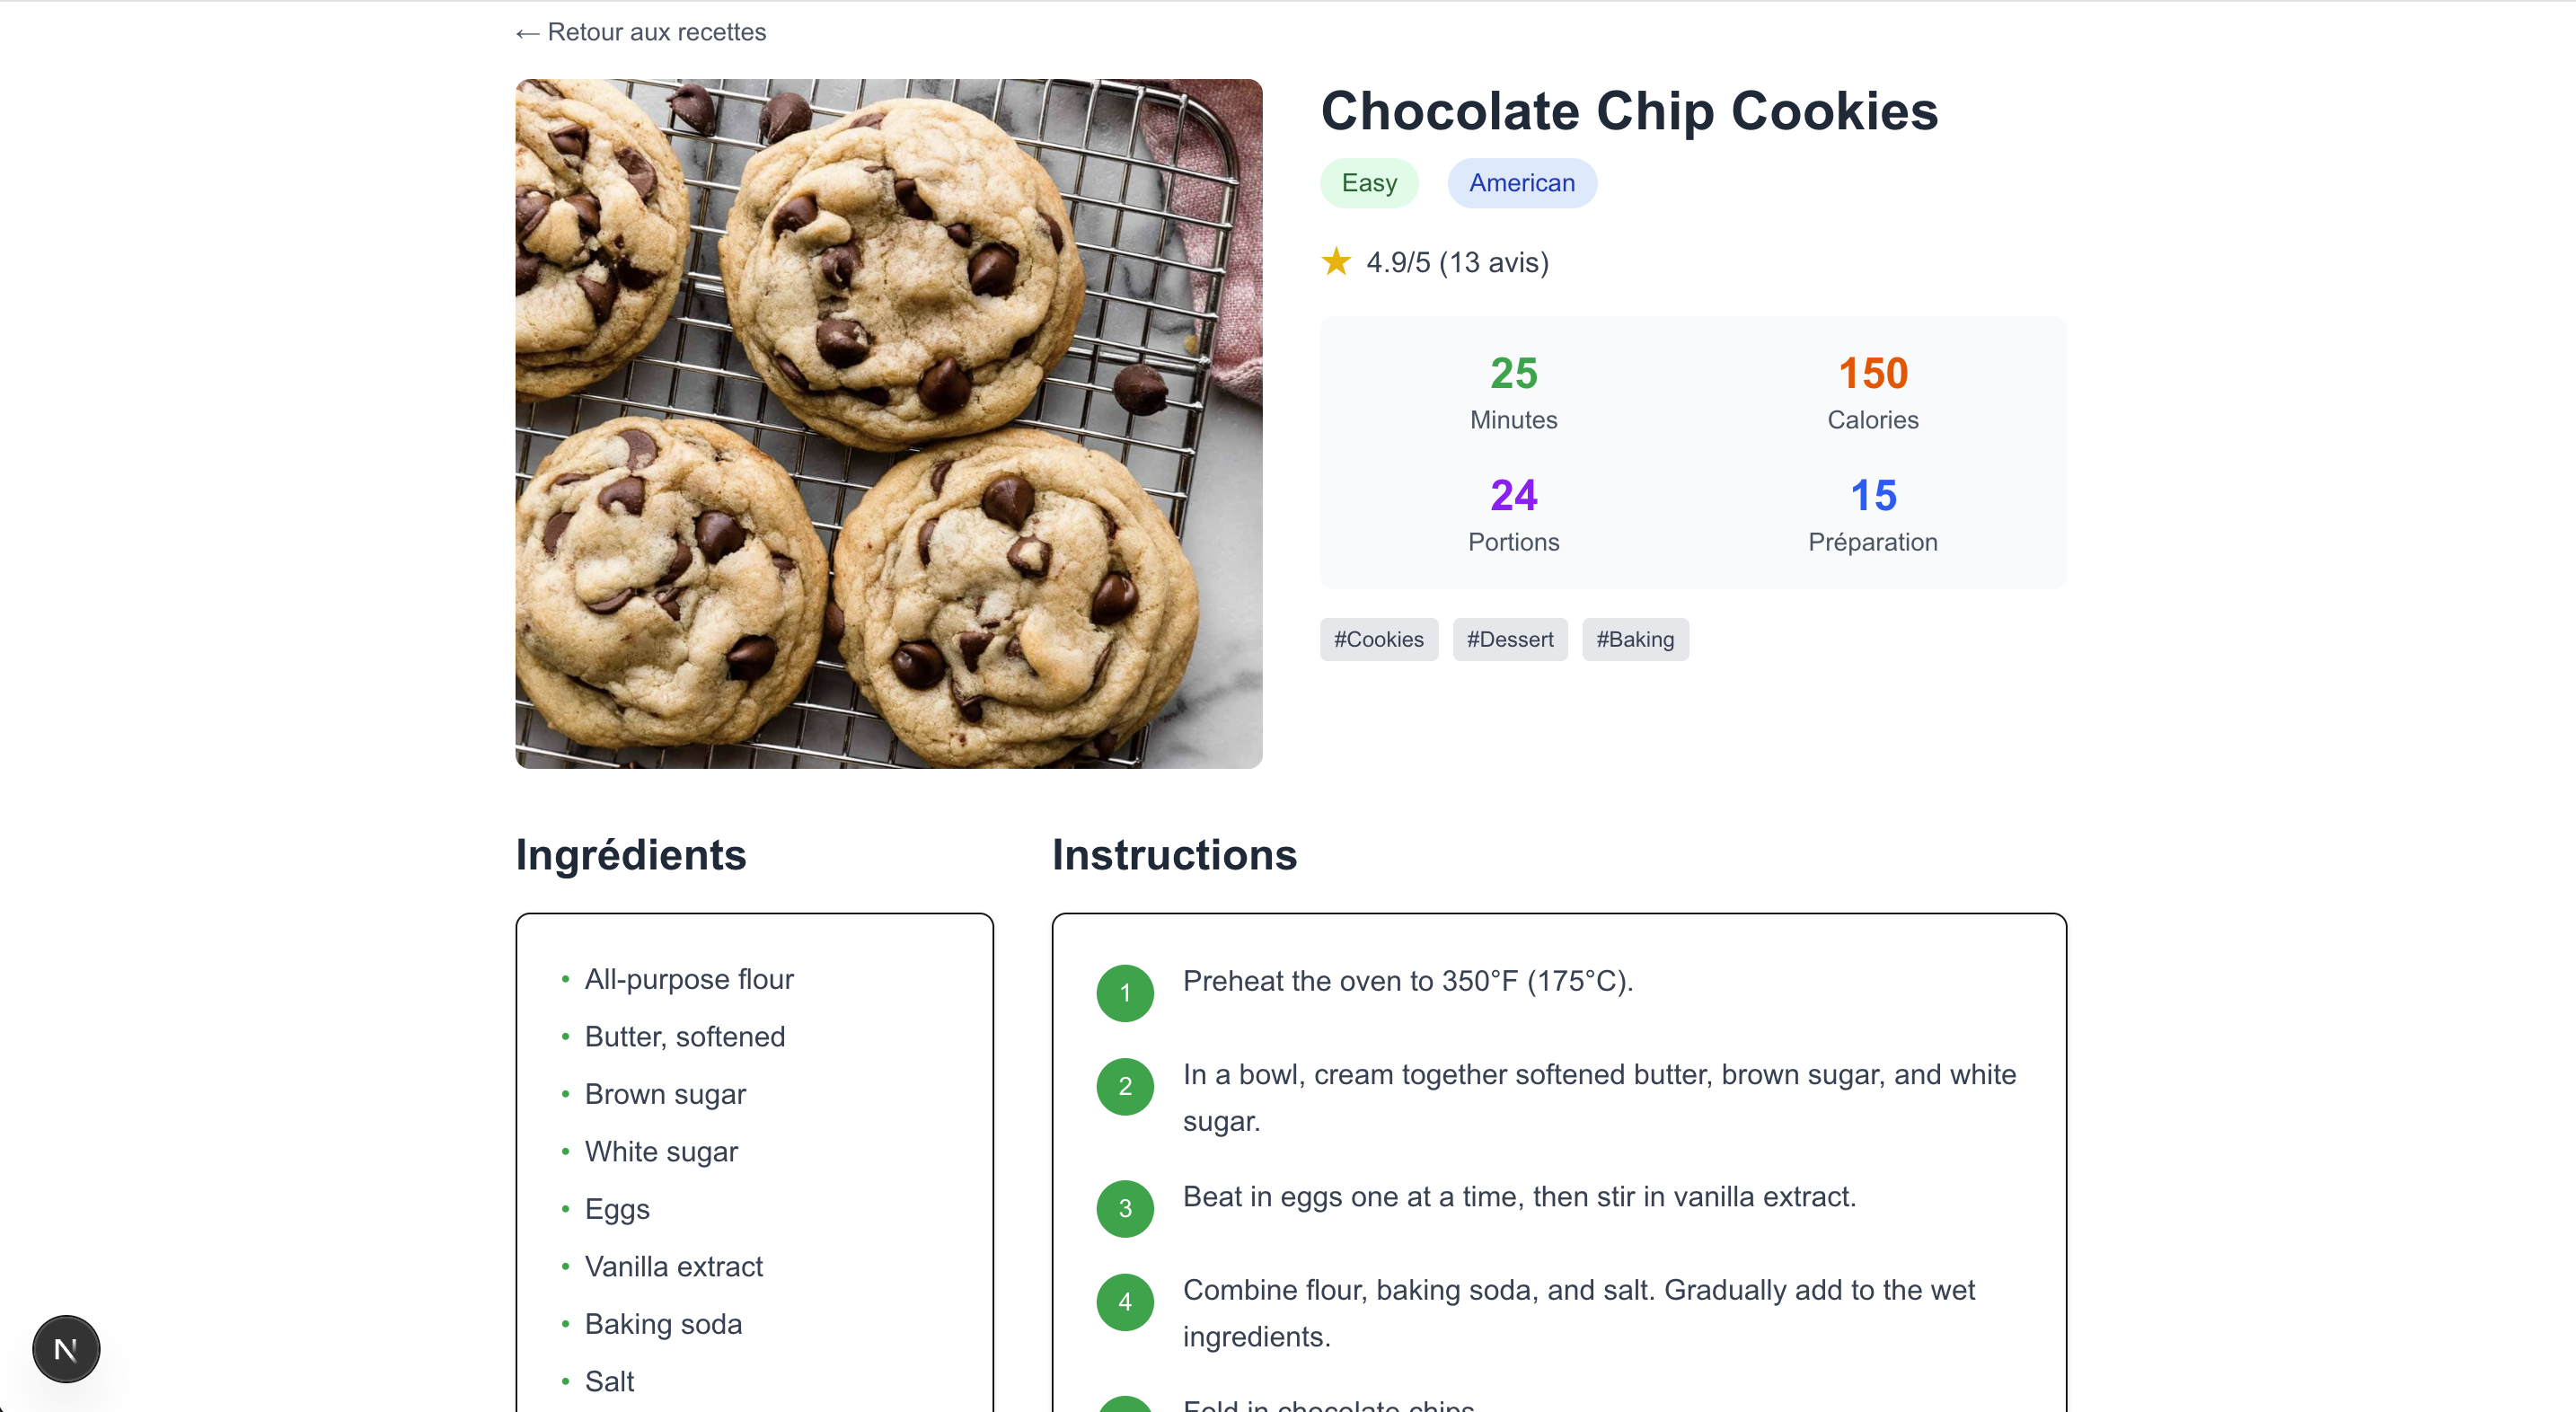 ← Retour aux recettes
Chocolate Chip Cookies
Easy American
★ 4.9/5 (13 avis)
25
Minutes
150
Calories
24
Portions
15
Préparation
#Cookies #Dessert #Baking
Ingrédients
• All-purpose flour
• Butter, softened
• Brown sugar
• White sugar
• Eggs
• Vanilla extract
• Baking soda
• Salt
Instructions
1 Preheat the oven to 350°F (175°C).
2 In a bowl, cream together softened butter, brown sugar, and white
sugar.
3 Beat in eggs one at a time, then stir in vanilla extract.
4 Combine flour, baking soda, and salt. Gradually add to the wet
ingredients.
Fold in chocolate chips.
N